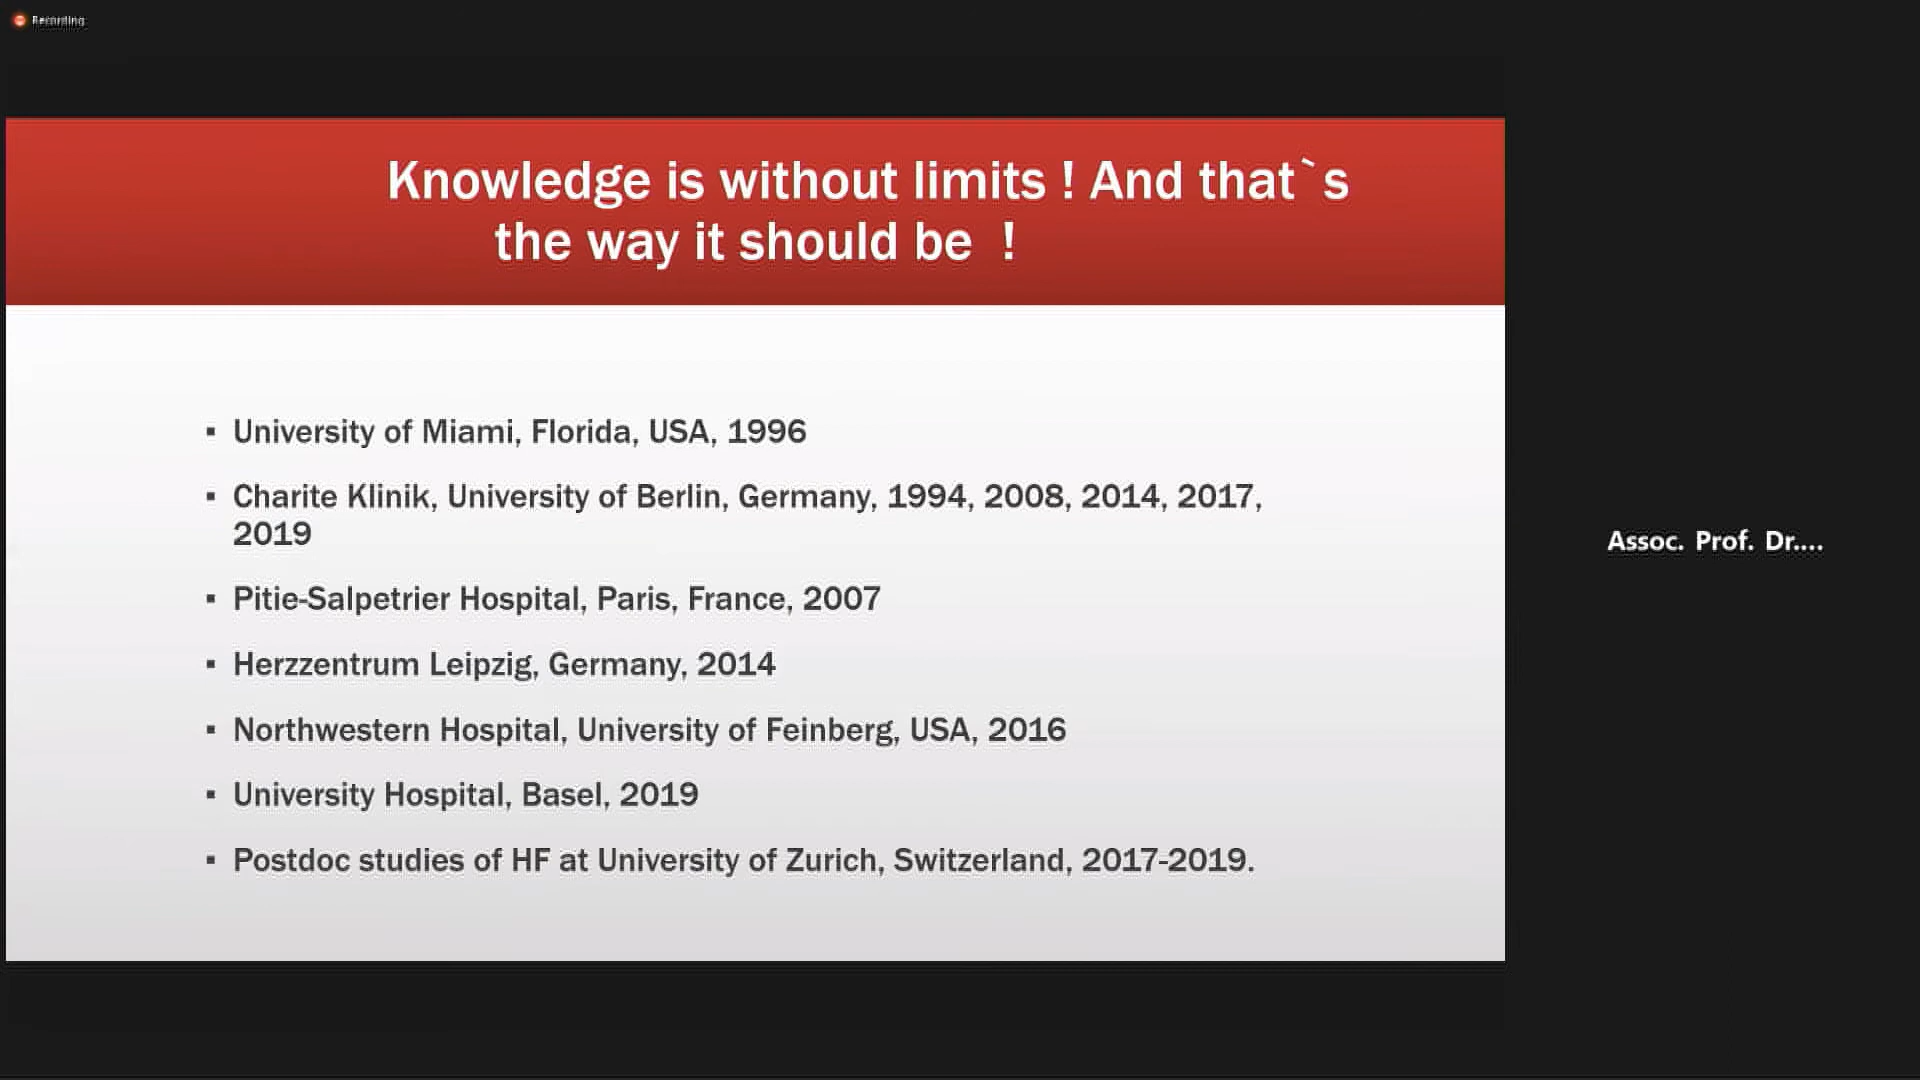 Recording
Knowledge is without limits ! And that`s
the way it should be  !
▪ University of Miami, Florida, USA, 1996
▪ Charite Klinik, University of Berlin, Germany, 1994, 2008, 2014, 2017,
2019
▪ Pitie-Salpetrier Hospital, Paris, France, 2007
▪ Herzzentrum Leipzig, Germany, 2014
▪ Northwestern Hospital, University of Feinberg, USA, 2016
▪ University Hospital, Basel, 2019
▪ Postdoc studies of HF at University of Zurich, Switzerland, 2017-2019.
Assoc. Prof. Dr....